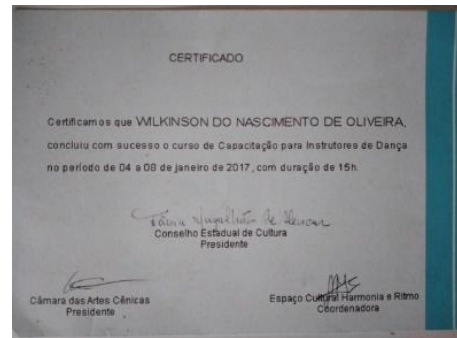 CERTIFICADO
Certificamos que WILKINSON DO NASCIMENTO DE OLIVEIRA,
concluiu com sucesso o curso de Capacitação para Instrutores de Dança
no período de 04 a 08 de janeiro de 2017, com duração de 15h.
Conselho Estadual de Cultura
Presidente
Câmara das Artes Cênicas
Presidente
Espaço Cultural Harmonia e Ritmo
Coordenadora